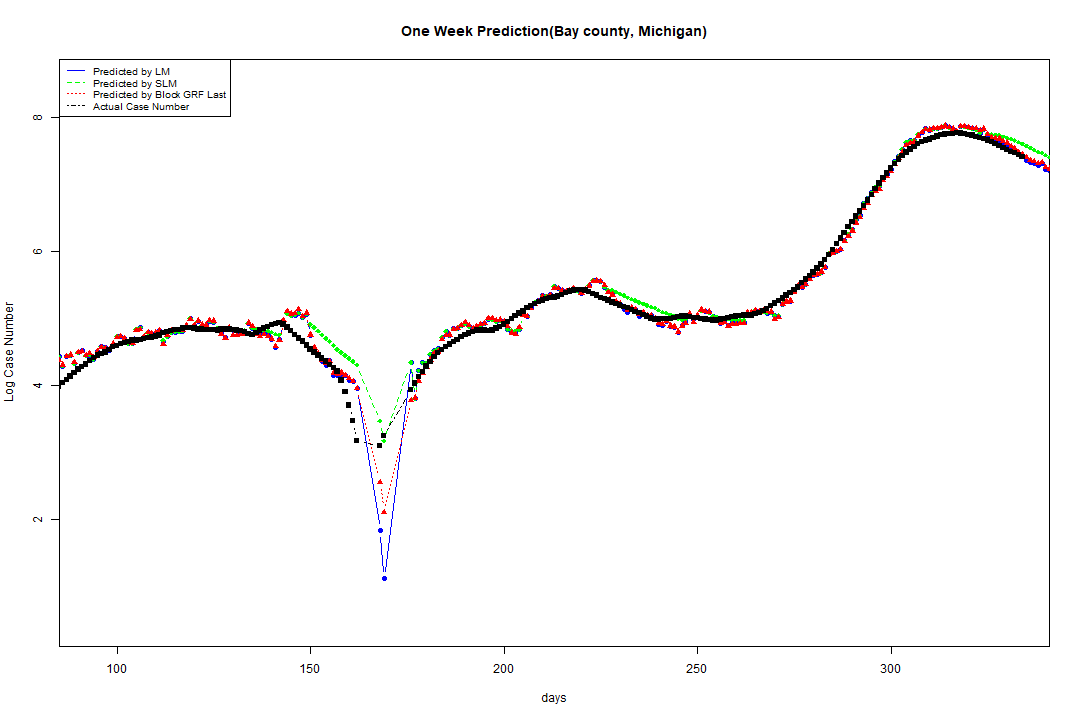 One Week Prediction(Bay county, Michigan)
Predicted by LM
Predicted by SLM
Predicted by Block GRF Last
Actual Case Number
8
6
4
2
Log Case Number
100 150 200 250 300
days